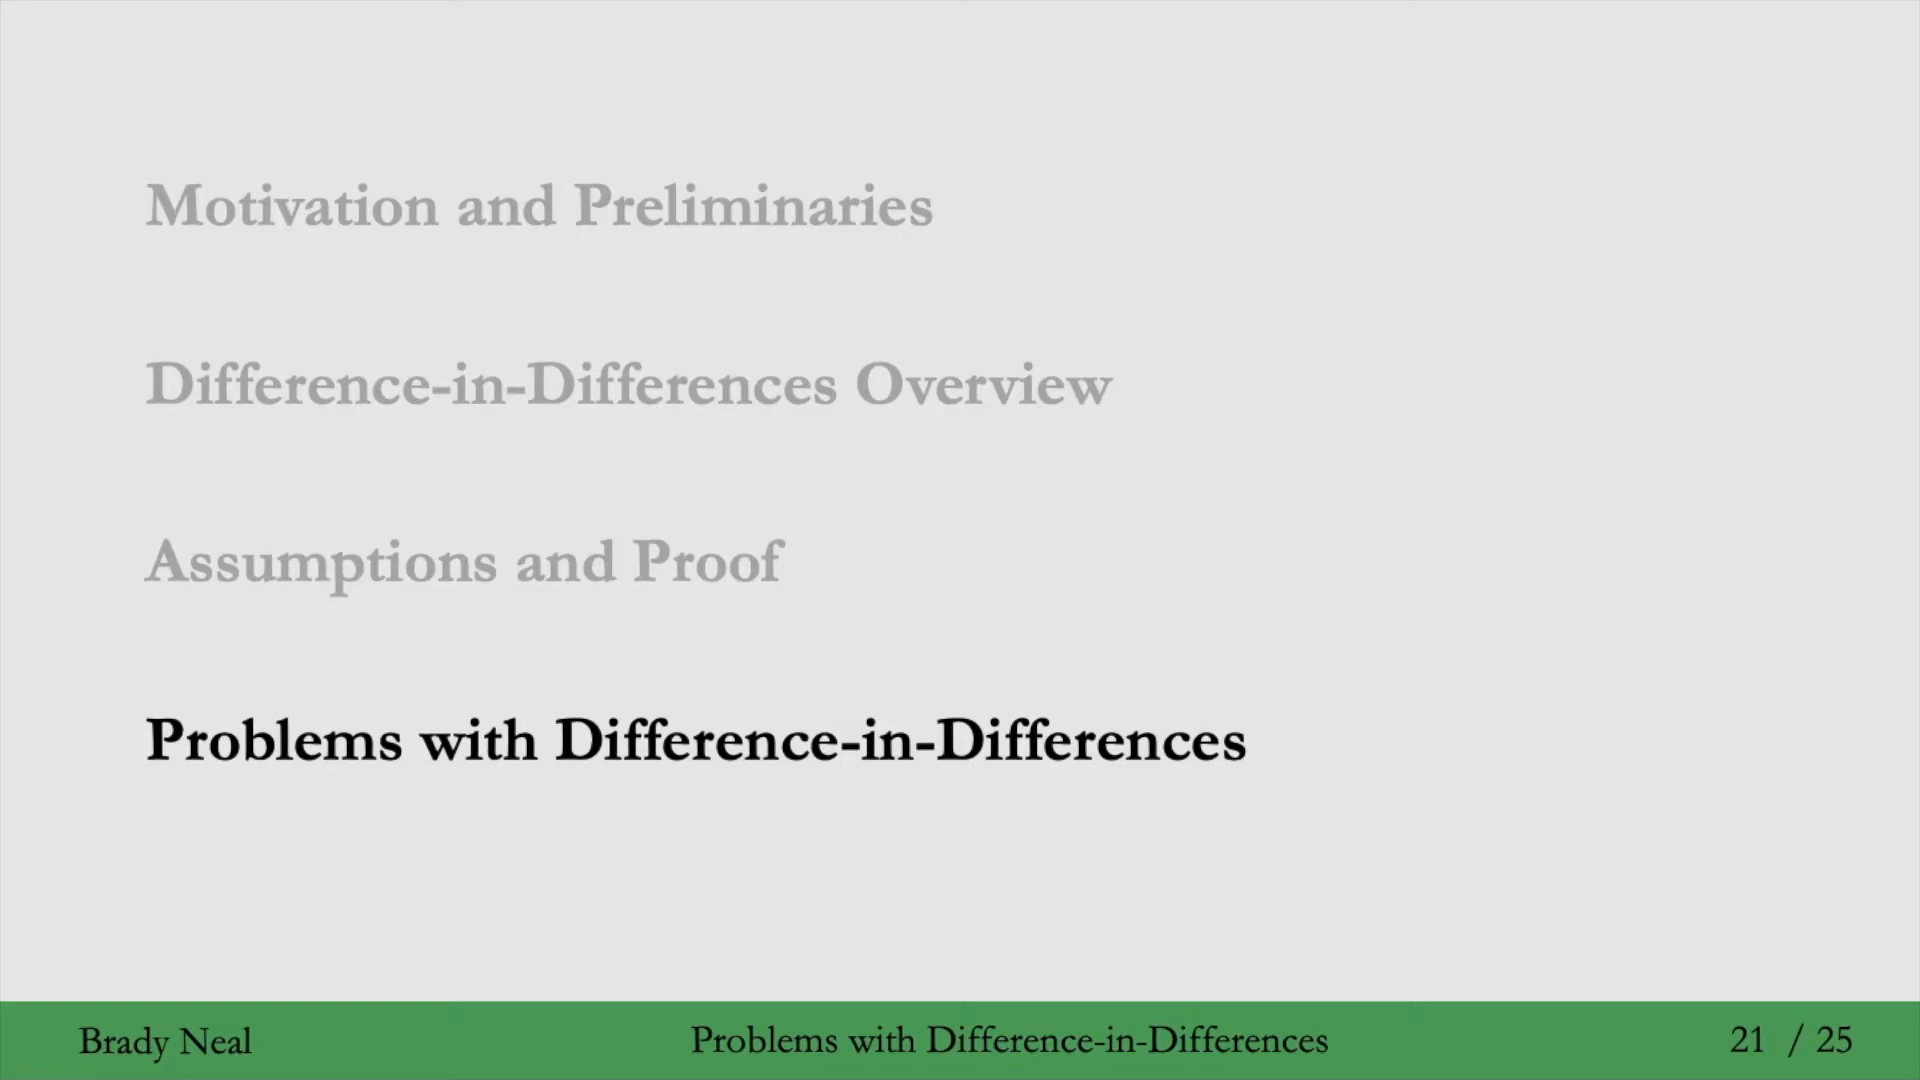 Motivation and Preliminaries
Difference-in-Differences Overview
Assumptions and Proof
Problems with Difference-in-Differences
Brady Neal
Problems with Difference-in-Differences
21 / 25